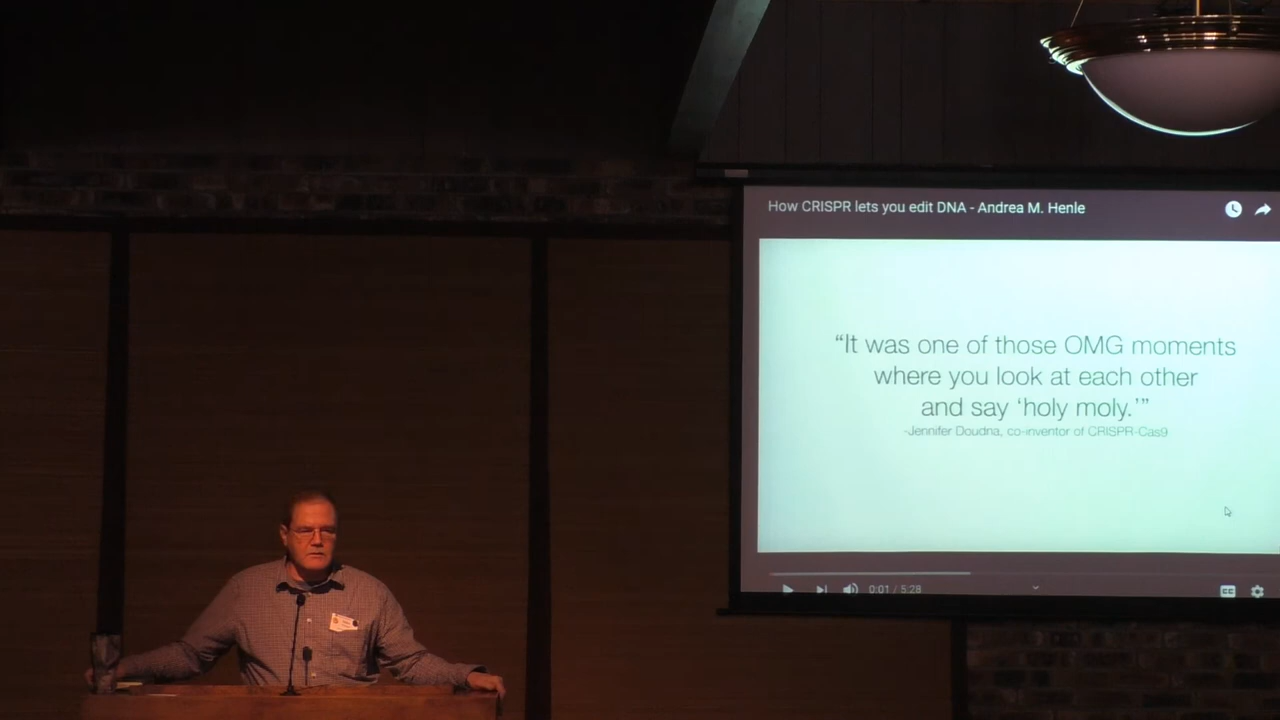 How CRISPR lets you edit DNA - Andrea M. Henle
“It was one of those OMG moments
where you look at each other
and say ‘holy moly.’”
-Jennifer Doudna, co-inventor of CRISPR-Cas9
0:01 / 5:28
CC